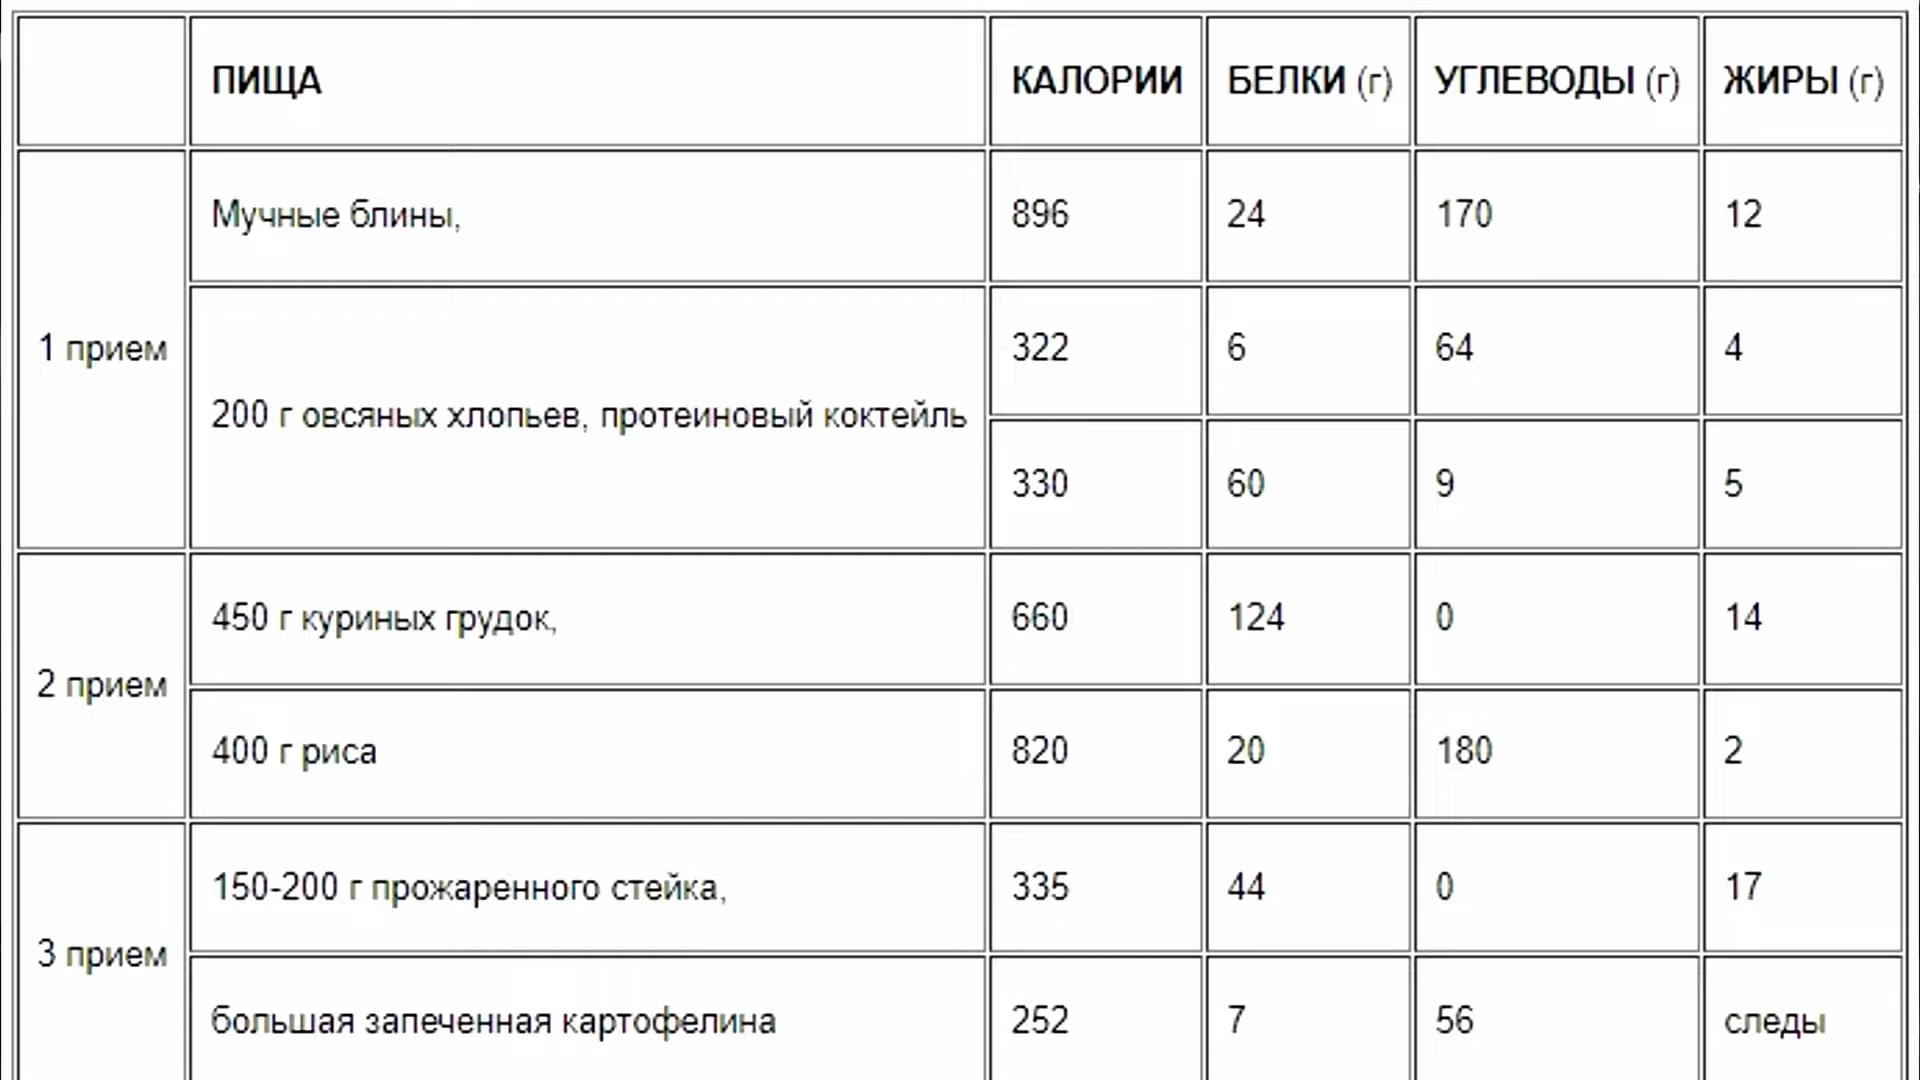 ПИЩА КАЛОРИИ БЕЛКИ (г) УГЛЕВОДЫ (г) ЖИРЫ (г)
1 прием
Мучные блины, 896 24 170 12
200 г овсяных хлопьев, протеиновый коктейль 322 6 64 4
330 60 9 5
2 прием
450 г куриных грудок, 660 124 0 14
400 г риса 820 20 180 2
3 прием
150-200 г прожаренного стейка, 335 44 0 17
большая запеченная картофелина 252 7 56 следы